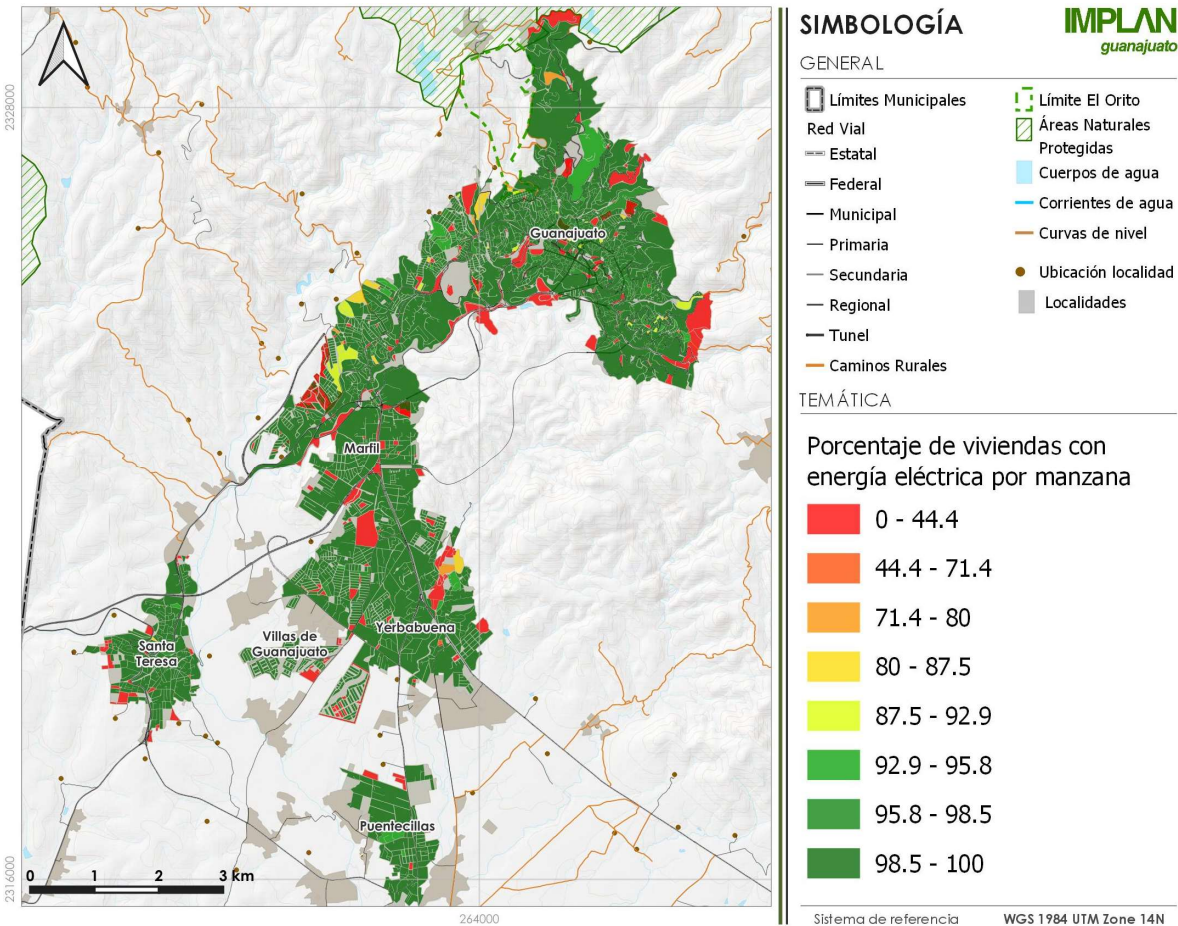 SIMBOLOGÍA
IMPLAN
guanajuato
GENERAL
Límites Municipales
Red Vial
Estatal
Federal
Municipal
Primaria
Secundaria
Regional
Tunel
Caminos Rurales
Límite El Orito
Áreas Naturales
Protegidas
Cuerpos de agua
Corrientes de agua
Curvas de nivel
Ubicación localidad
Localidades
TEMÁTICA
Porcentaje de viviendas con
energía eléctrica por manzana
0 - 44.4
44.4 - 71.4
71.4 - 80
80 - 87.5
87.5 - 92.9
92.9 - 95.8
95.8 - 98.5
98.5 - 100
Sistema de referencia WGS 1984 UTM Zone 14N
2328000
2316000
264000
Guanajuato
Marfil
Yerbabuena
Villas de
Guanajuato
Santa
Teresa
Puentecillas
0 1 2 3 km